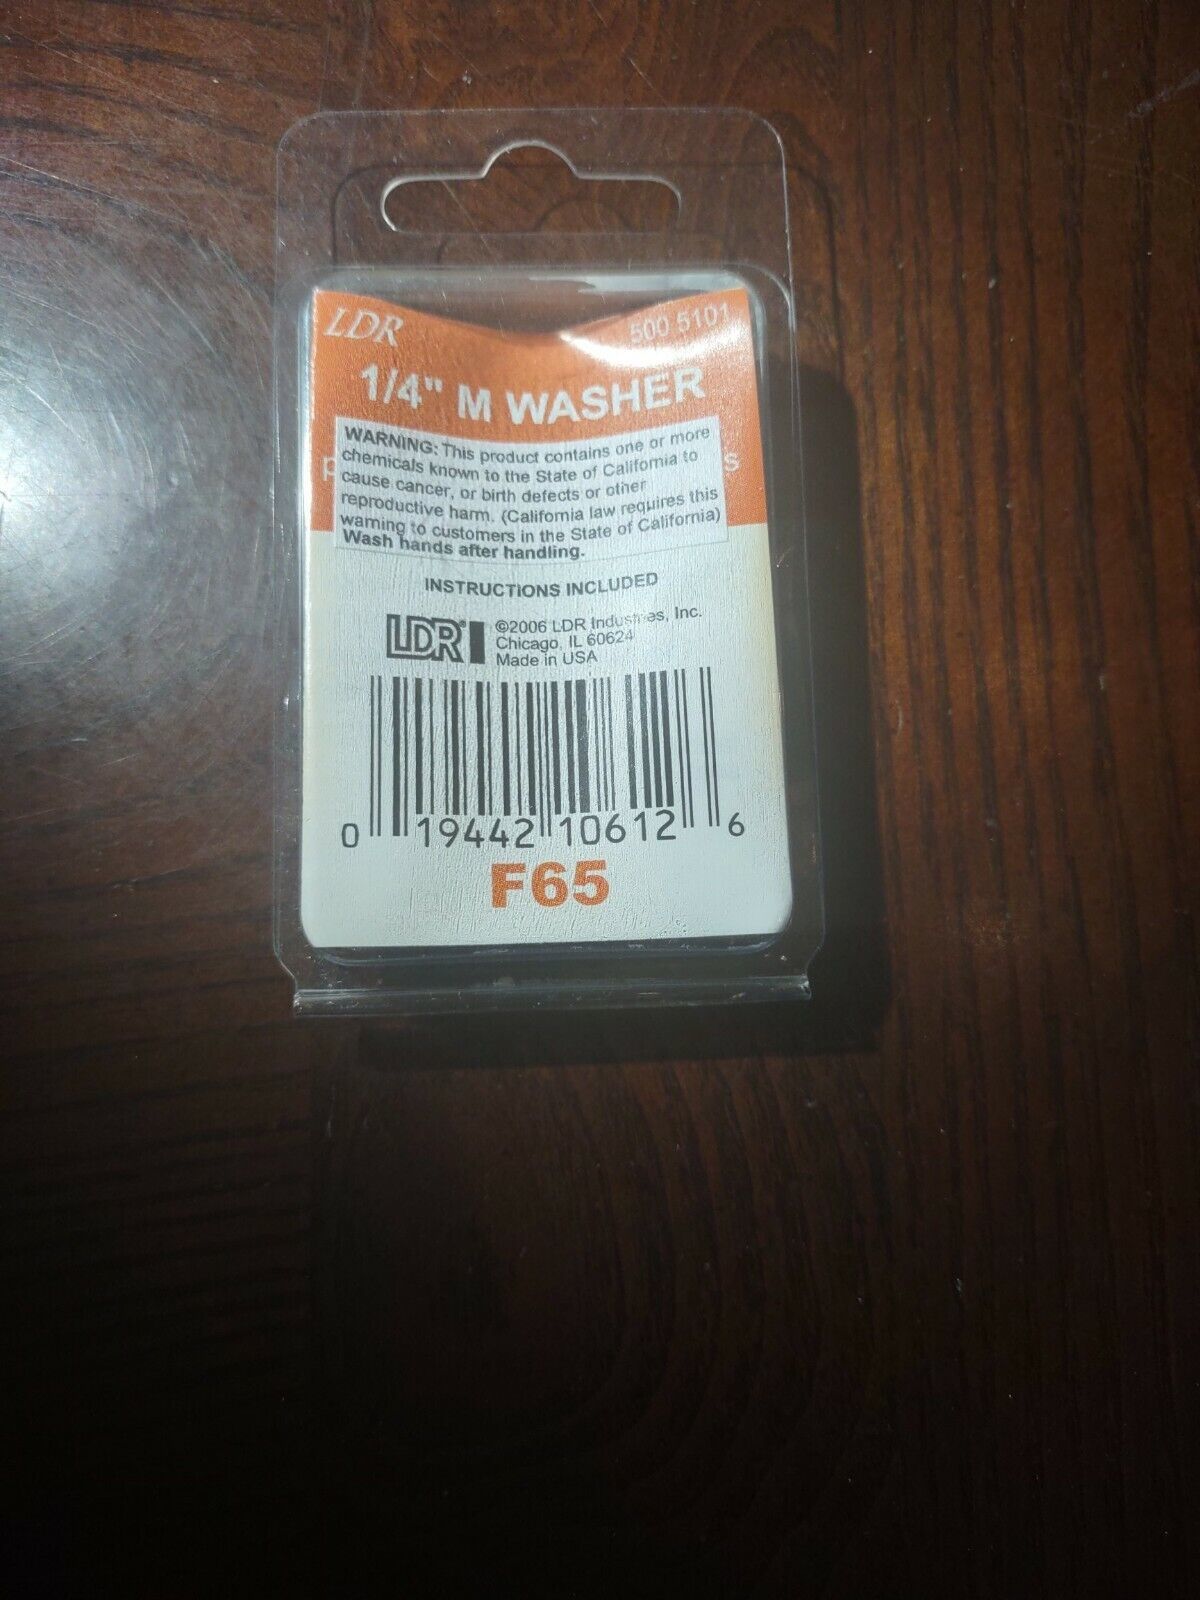 LDR
500 5101
1/4" M WASHER
WARNING: This product contains one or more
chemicals known to the State of California to
cause cancer, or birth defects or other
reproductive harm. (California law requires this
warning to customers in the State of California)
Wash hands after handling.
INSTRUCTIONS INCLUDED
LDR®
©2006 LDR Industries, Inc.
Chicago, IL 60624
Made in USA
0 19442 10612 6
F65